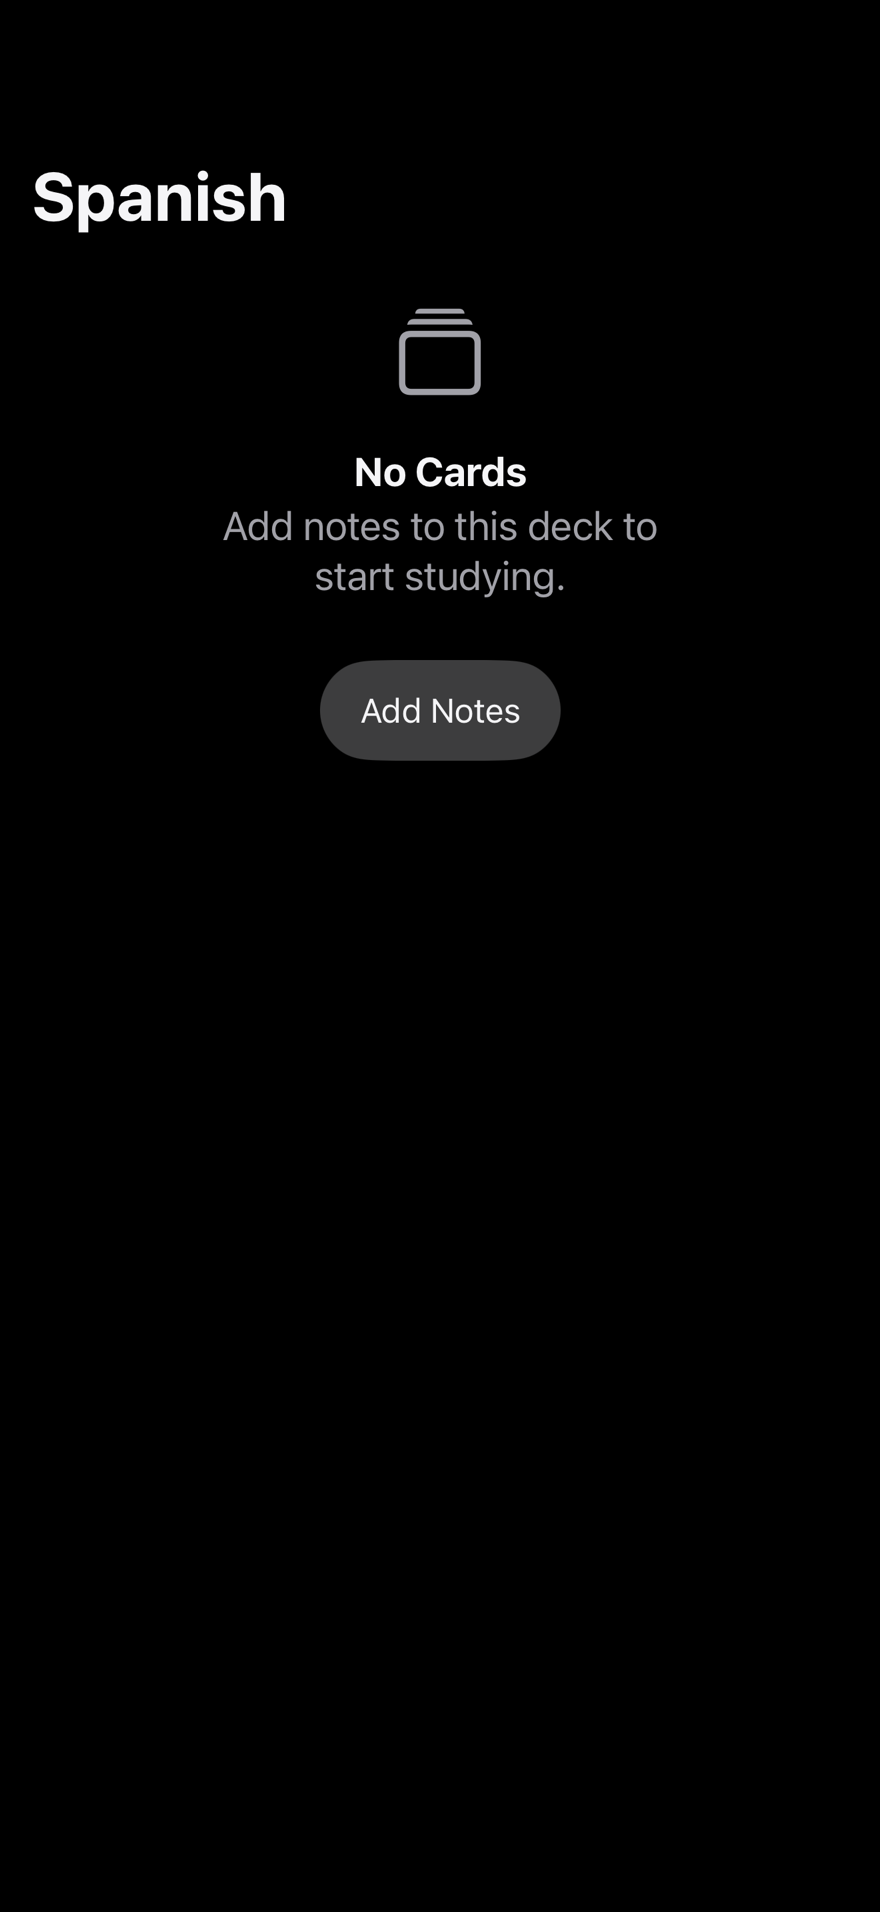 Spanish
No Cards
Add notes to this deck to
start studying.
Add Notes